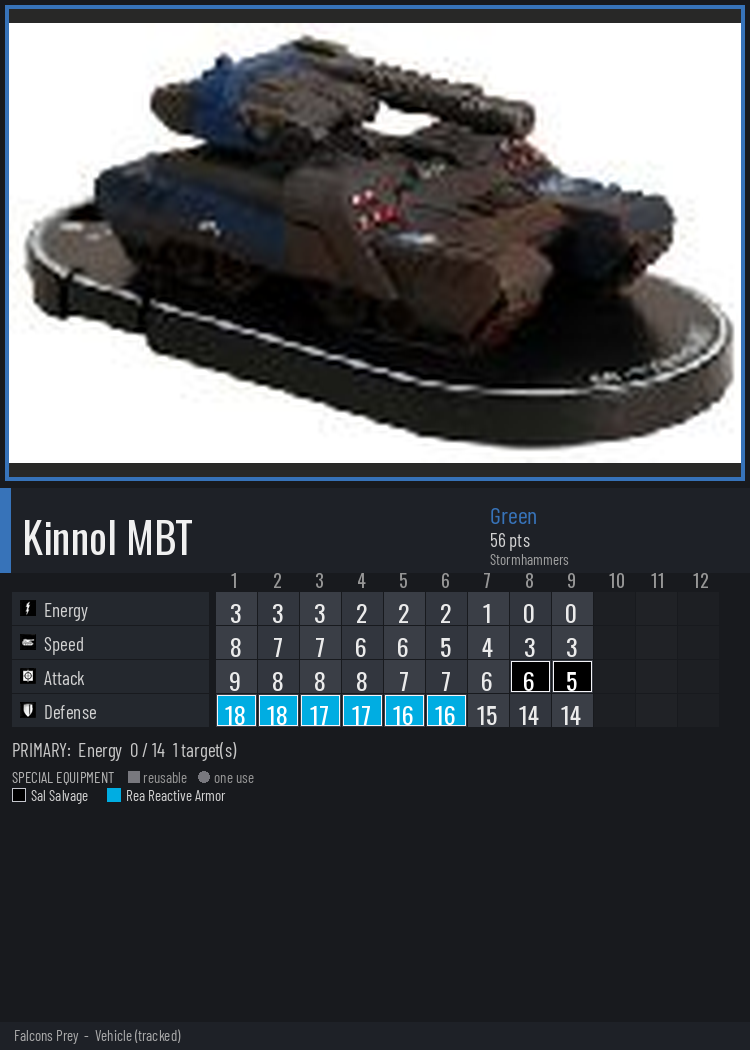 Kinnol MBT
Green
56 pts
Stormhammers
1 2 3 4 5 6 7 8 9 10 11 12
Energy 3 3 3 2 2 2 1 0 0
Speed 8 7 7 6 6 5 4 3 3
Attack 9 8 8 8 7 7 6 6 5
Defense 18 18 17 17 16 16 15 14 14
PRIMARY: Energy 0 / 14 1 target(s)
SPECIAL EQUIPMENT reusable one use
Sal Salvage Rea Reactive Armor
Falcons Prey - Vehicle (tracked)